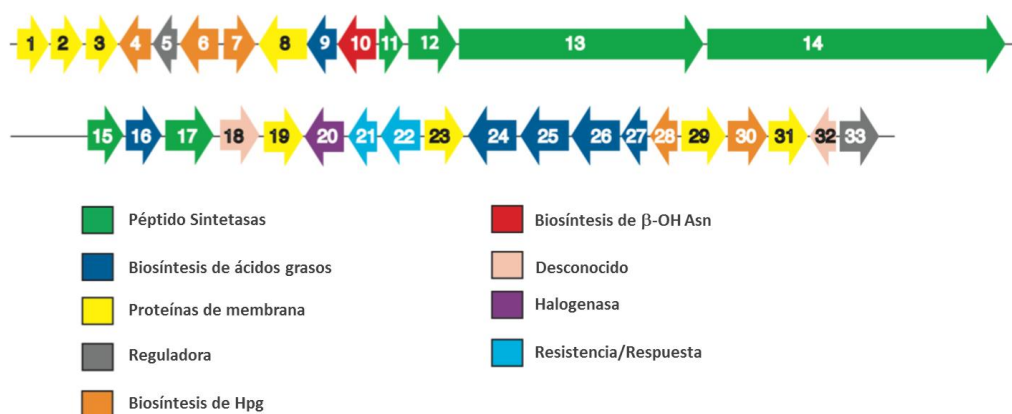 1 2 3 4 5 6 7 8 9 10 11 12 13 14
15 16 17 18 19 20 21 22 23 24 25 26 27 28 29 30 31 32 33
Péptido Sintetasas
Biosíntesis de ácidos grasos
Proteínas de membrana
Reguladora
Biosíntesis de Hpg
Biosíntesis de β-OH Asn
Desconocido
Halogenasa
Resistencia/Respuesta